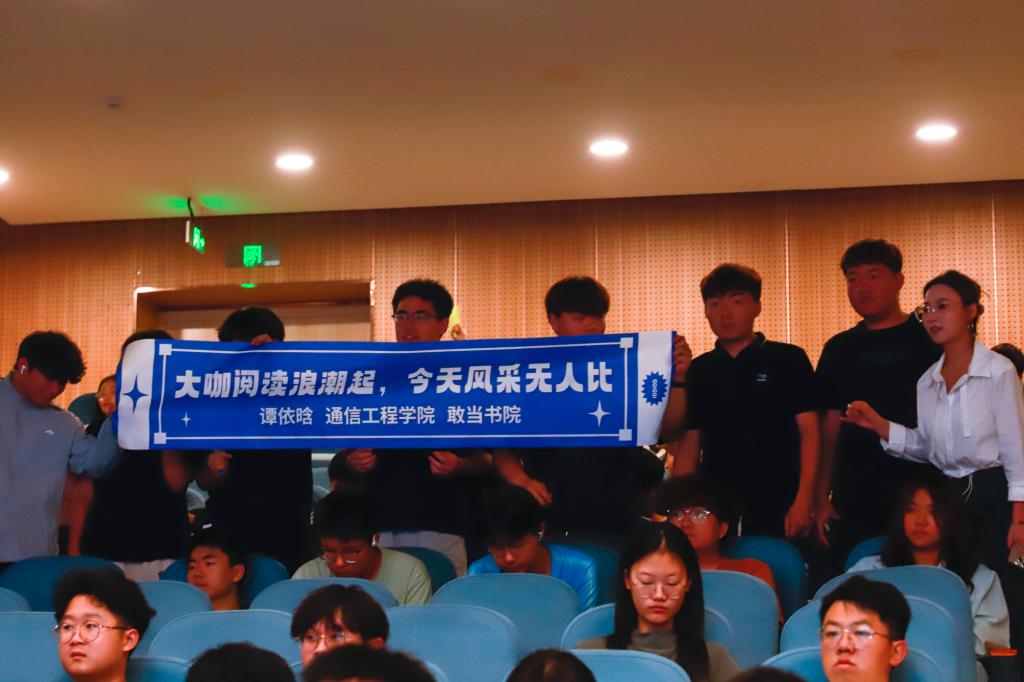 大咖阅读浪潮起，今天风采无人比
谭依晗 通信工程学院 敢当书院